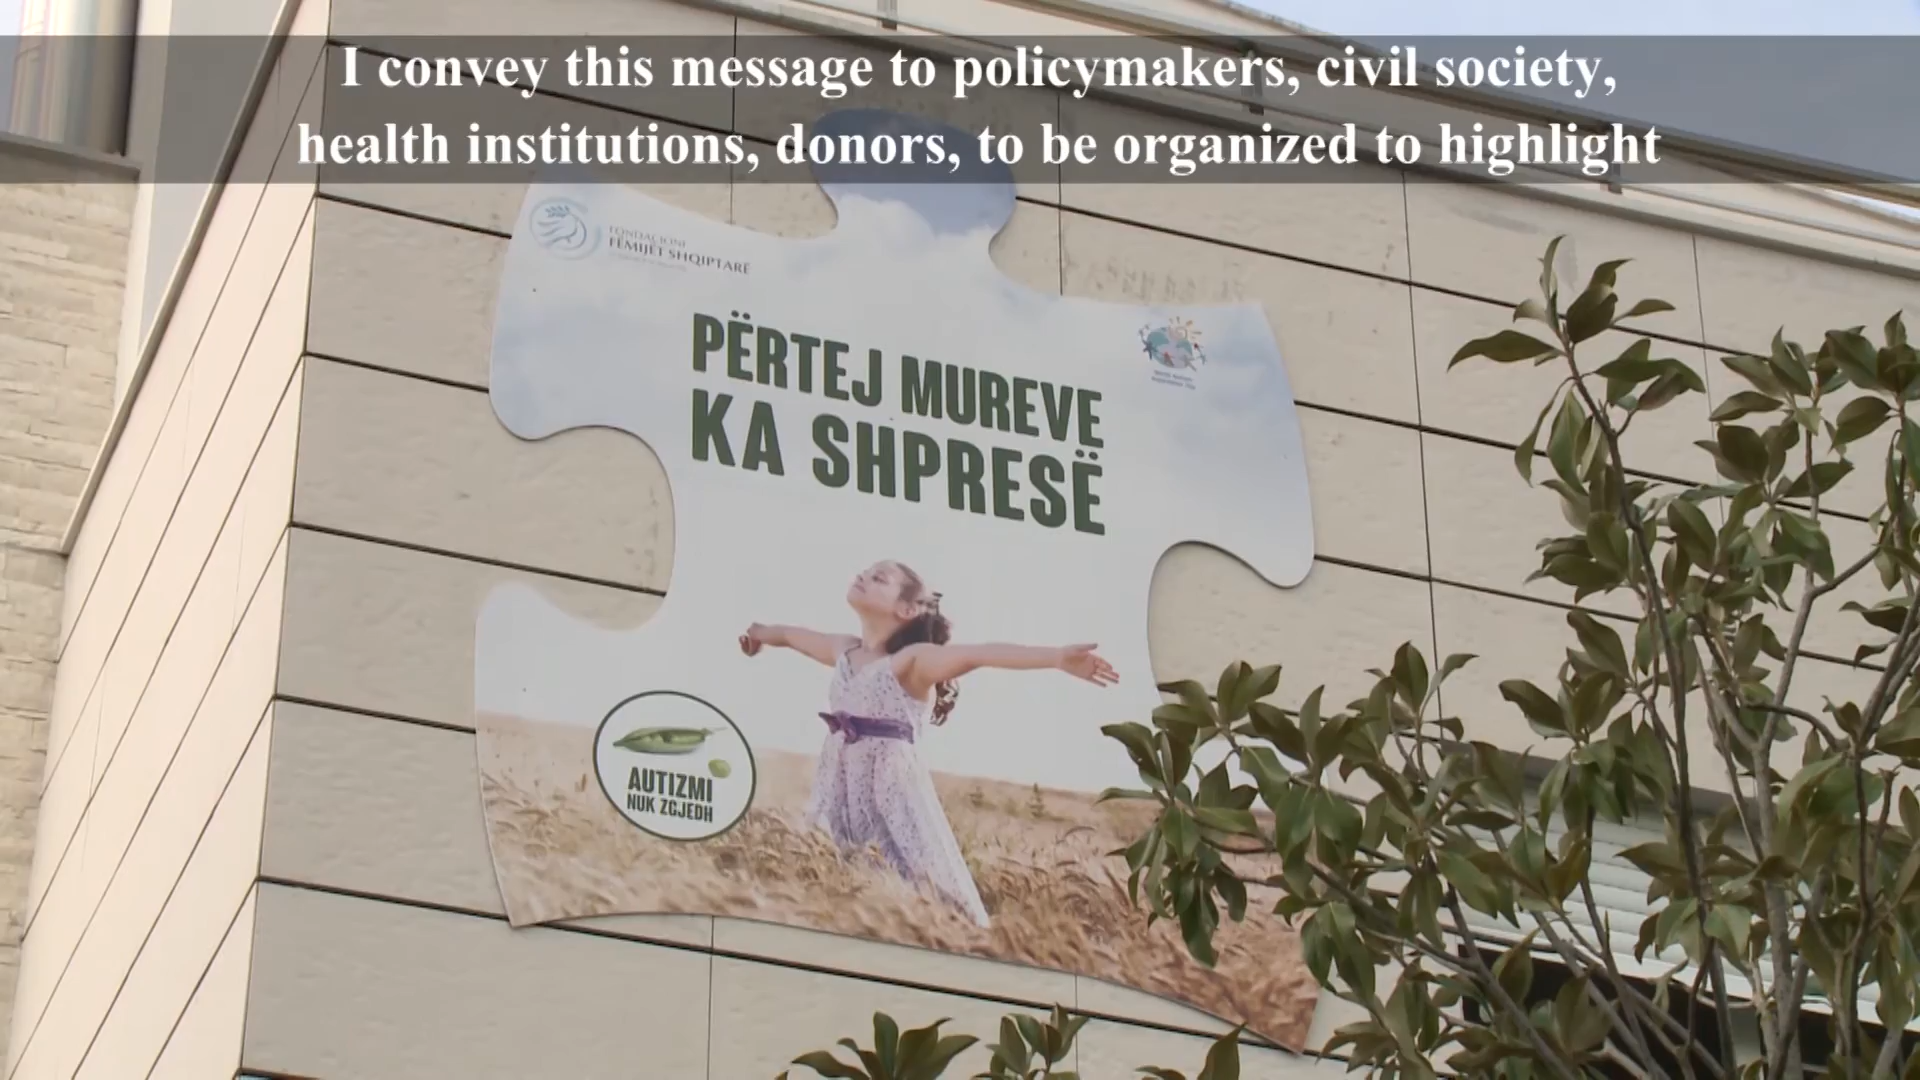 I convey this message to policymakers, civil society,
health institutions, donors, to be organized to highlight
FONDACIONI
FËMIJËT SHQIPTARË
PËRTEJ MUREVE
KA SHPRESË
AUTIZMI
NUK ZGJEDH